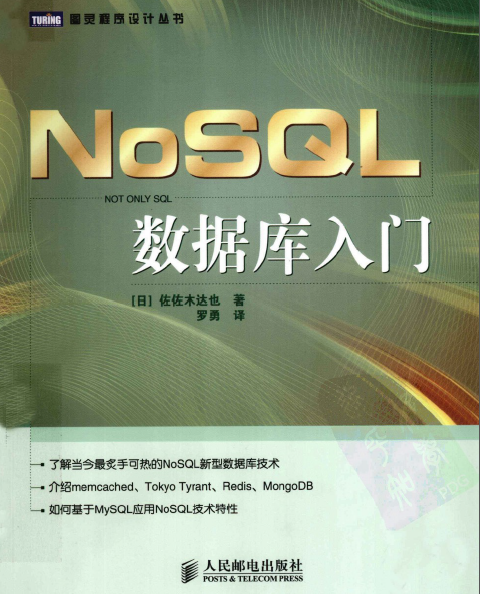 TURING 图灵程序设计丛书
NoSQL
NOT ONLY SQL
数据库入门
[日] 佐佐木达也 著
罗勇 译
了解当今最炙手可热的NoSQL新型数据库技术
介绍memcached、Tokyo Tyrant、Redis、MongoDB
如何基于MySQL应用NoSQL技术特性
人民邮电出版社
POSTS & TELECOM PRESS
PDG